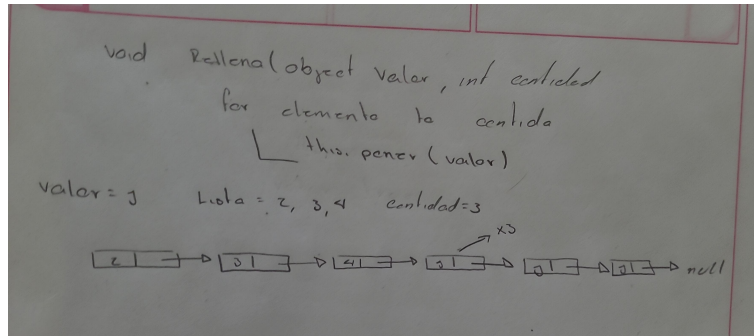 void Rellena(object valor, int cantidad
for elemento to cantida
this.poner(valor)
valor = J Lista = 2, 3, 4 cantidad=3
x3
2 3 4 J J J null